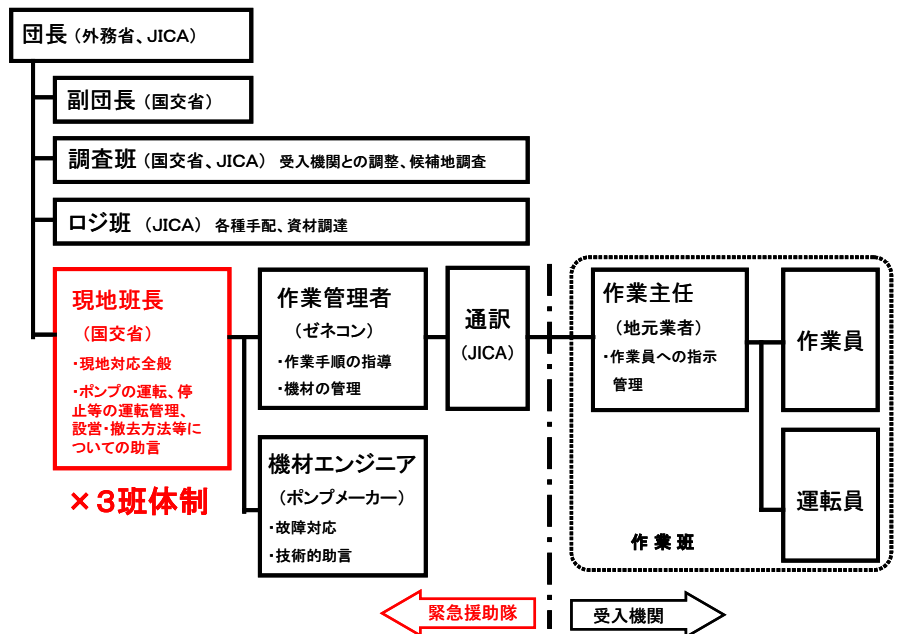 団長（外務省、JICA）
副団長（国交省）
調査班（国交省、JICA） 受入機関との調整、候補地調査
ロジ班 （JICA） 各種手配、資材調達
現地班長
（国交省）
・現地対応全般
・ポンプの運転、停
止等の運転管理、
設営・撤去方法等に
ついての助言
×３班体制
作業管理者
（ゼネコン）
・作業手順の指導
・機材の管理
機材エンジニア
（ポンプメーカー）
・故障対応
・技術的助言
通訳
（JICA）
作業主任
（地元業者）
・作業員への指示
管理
作業員
運転員
作業班
緊急援助隊
受入機関